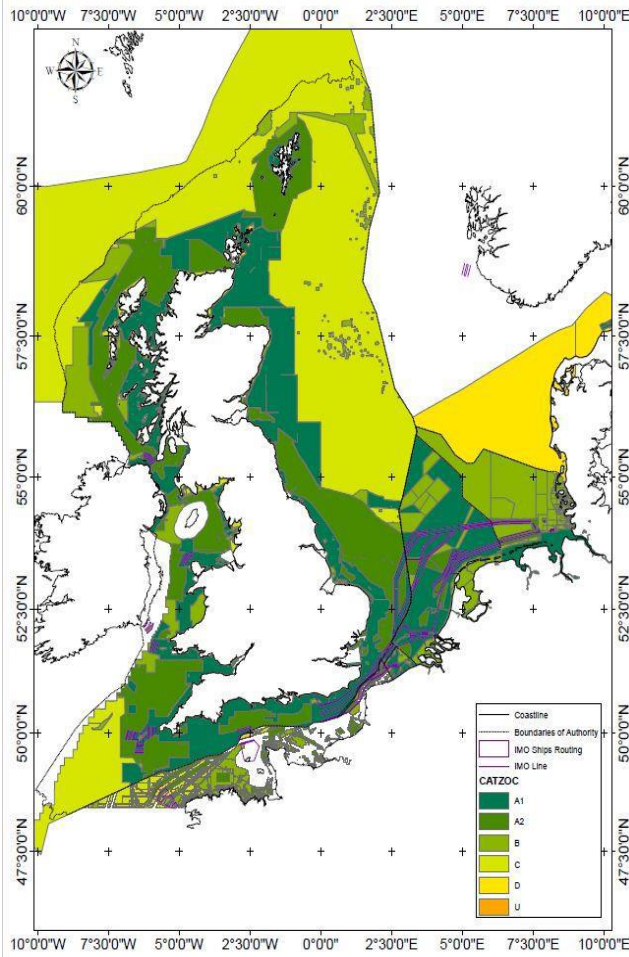 10°0'0"W 7°30'0"W 5°0'0"W 2°30'0"W 0°0'0" 2°30'0"E 5°0'0"E 7°30'0"E 10°0'0"E
N
W E
S
60°0'0"N 60°0'0"N
57°30'0"N 57°30'0"N
55°0'0"N 55°0'0"N
52°30'0"N 52°30'0"N
50°0'0"N 50°0'0"N
47°30'0"N 47°30'0"N
Coastline
Boundaries of Authority
IMO Ships Routing
IMO Line
CATZOC
A1
A2
B
C
D
U
10°0'0"W 7°30'0"W 5°0'0"W 2°30'0"W 0°0'0" 2°30'0"E 5°0'0"E 7°30'0"E 10°0'0"E